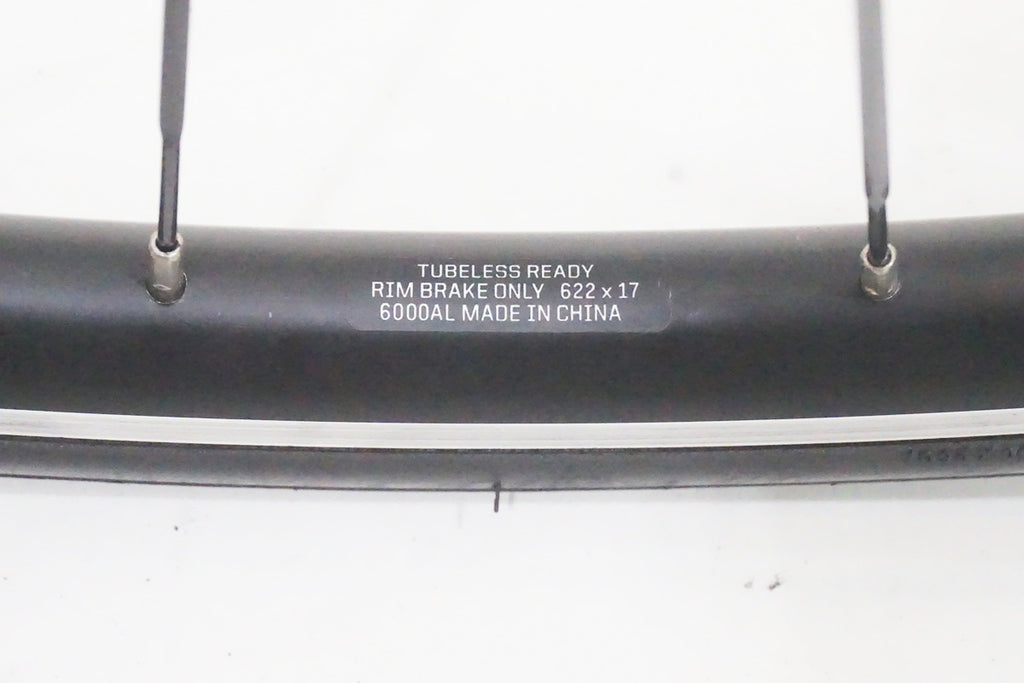 TUBELESS READY
RIM BRAKE ONLY 622 x 17
6000AL MADE IN CHINA